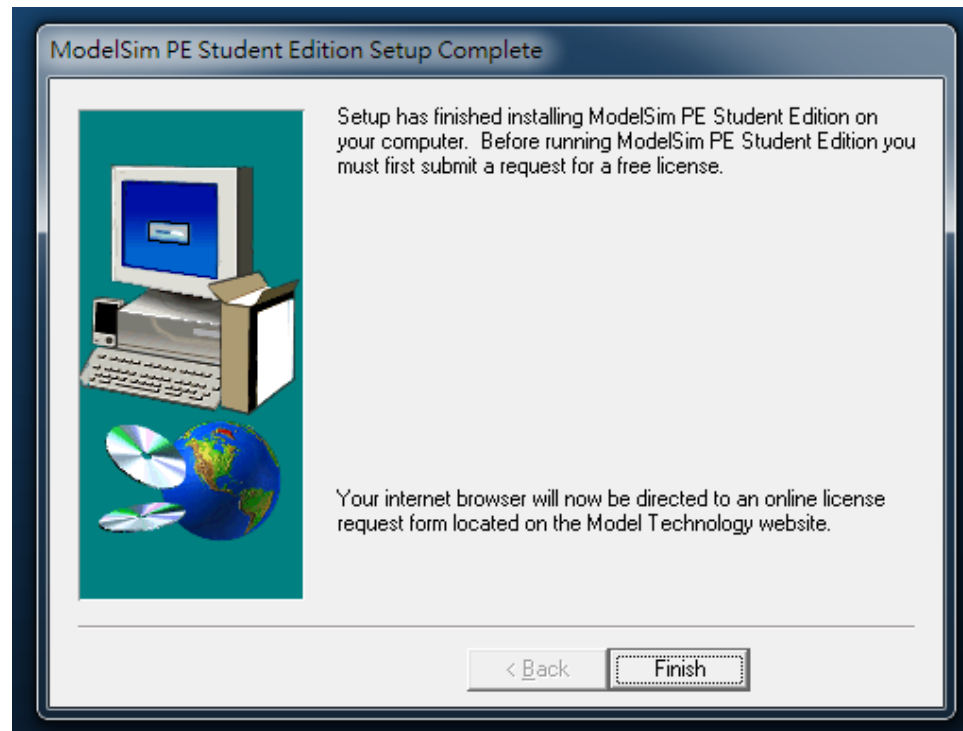 ModelSim PE Student Edition Setup Complete
Setup has finished installing ModelSim PE Student Edition on
your computer.  Before running ModelSim PE Student Edition you
must first submit a request for a free license.
Your internet browser will now be directed to an online license
request form located on the Model Technology website.
< Back
Finish